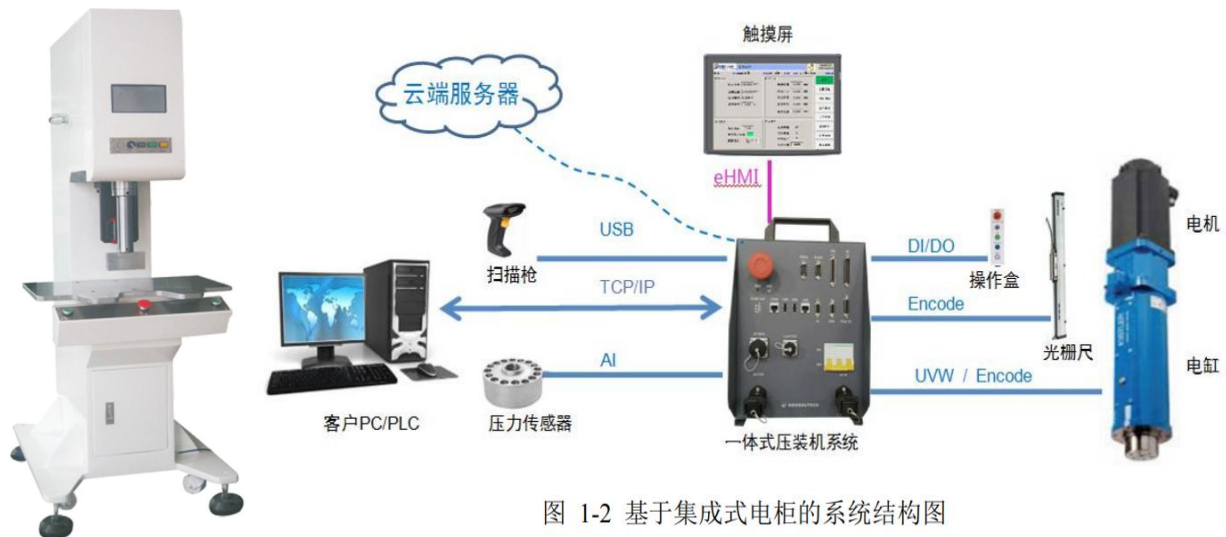 触摸屏
云端服务器
eHMI
USB
扫描枪
DI/DO
操作盒
电机
TCP/IP
Encode
光栅尺
AI
UVW / Encode
电缸
客户PC/PLC
压力传感器
一体式压装机系统
图 1-2 基于集成式电柜的系统结构图